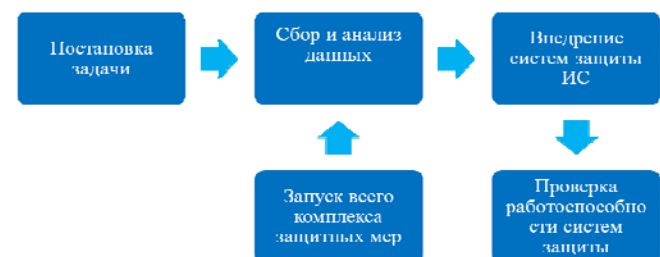 Постановка
задачи
Сбор и анализ
данных
Внедрение
систем защиты
ИС
Запуск всего
комплекса
защитных мер
Проверка
работоспособно
сти систем
защиты